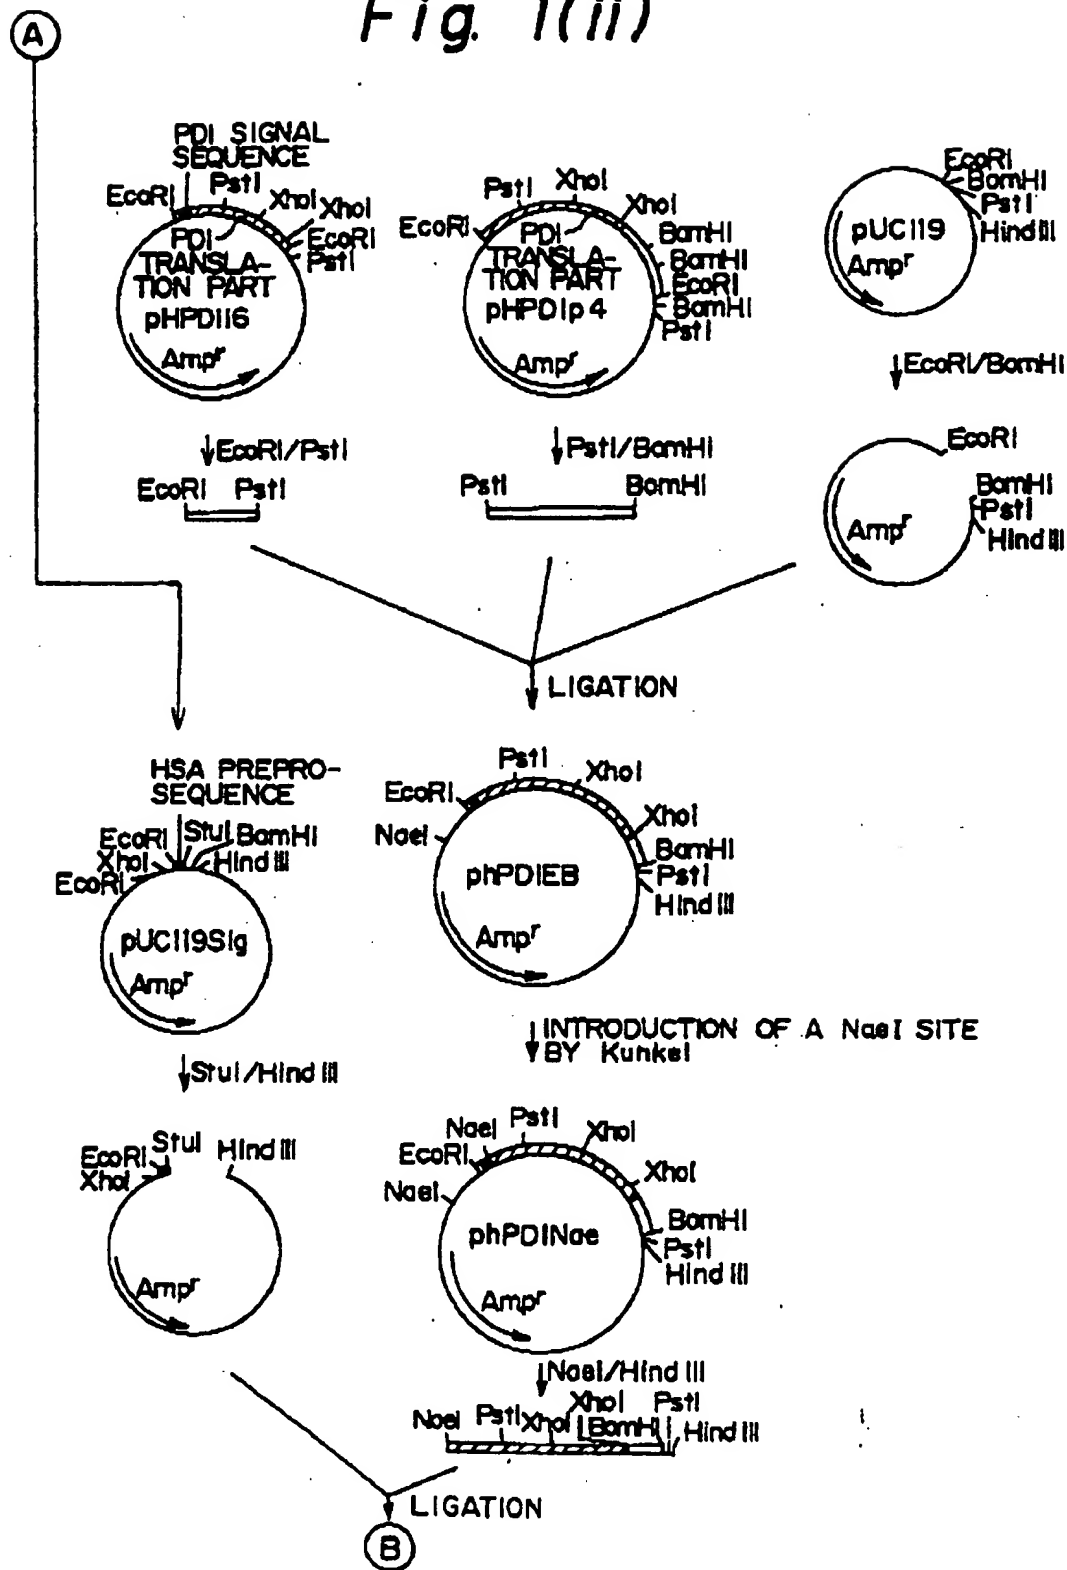 Fig. 1(ii)
A
PDI SIGNAL
SEQUENCE
EcoRI
PstI
XhoI
XhoI
EcoRI
PstI
PDI
TRANSLA-
TION PART
pHPDI16
Ampr
EcoRI/PstI
EcoRI PstI
EcoRI
PstI
XhoI
XhoI
BamHI
BamHI
EcoRI
BamHI
PstI
PDI
TRANSLA-
TION PART
pHPDIp4
Ampr
PstI/BamHI
PstI BamHI
EcoRI
BamHI
PstI
HindIII
pUC119
Ampr
EcoRI/BamHI
EcoRI
BamHI
PstI
HindIII
Ampr
LIGATION
HSA PREPRO-
SEQUENCE
EcoRI
XhoI
EcoRI
StuI
BamHI
HindIII
pUC119Sig
Ampr
StuI/HindIII
EcoRI
XhoI
StuI
HindIII
Ampr
NaeI
EcoRI
PstI
XhoI
XhoI
BamHI
PstI
HindIII
phPDIEB
Ampr
INTRODUCTION OF A NaeI SITE
BY Kunkel
NaeI
EcoRI
NaeI
PstI
XhoI
XhoI
BamHI
PstI
HindIII
phPDINae
Ampr
NaeI/HindIII
NaeI PstI XhoI XhoI BamHI PstI HindIII
LIGATION
B